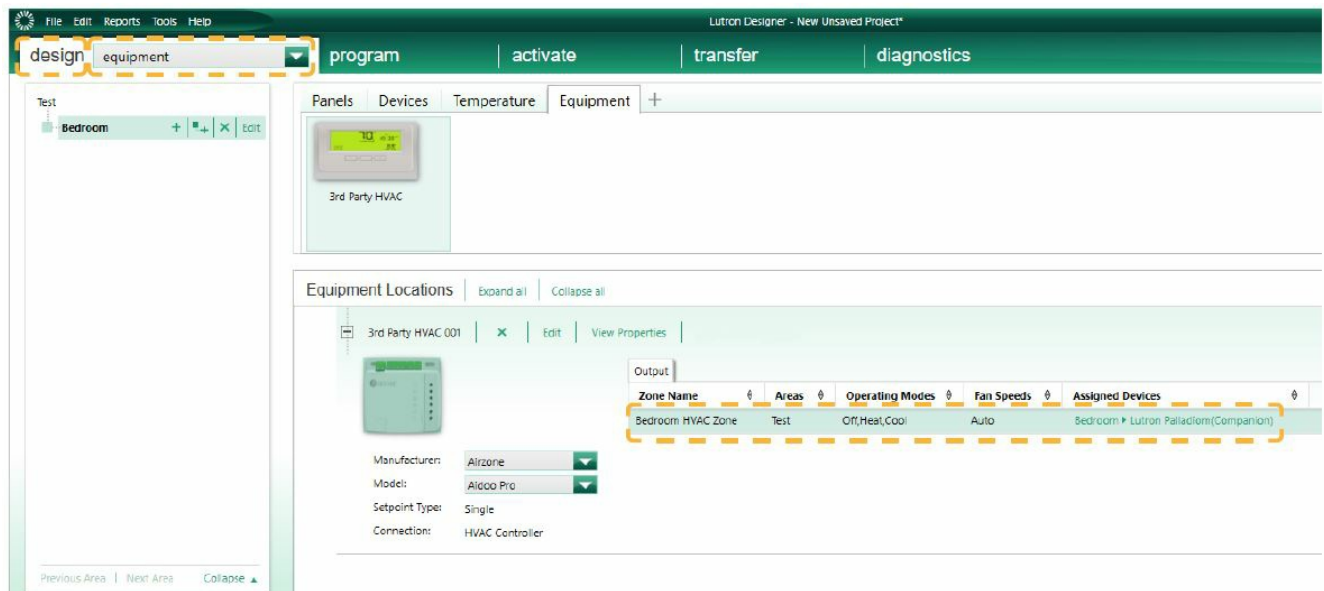 File Edit Reports Tools Help
Lutron Designer - New Unsaved Project*
design equipment program activate transfer diagnostics
Test
Bedroom + × Edit
Panels Devices Temperature Equipment +
70
3rd Party HVAC
Equipment Locations Expand all Collapse all
3rd Party HVAC 001 × Edit View Properties
Output
Zone Name Areas Operating Modes Fan Speeds Assigned Devices
Bedroom HVAC Zone Test Off,Heat,Cool Auto Bedroom ▸ Lutron Palladiom(Companion)
Manufacturer: Airzone
Model: Aidoo Pro
Setpoint Type: Single
Connection: HVAC Controller
Previous Area | Next Area Collapse ▲